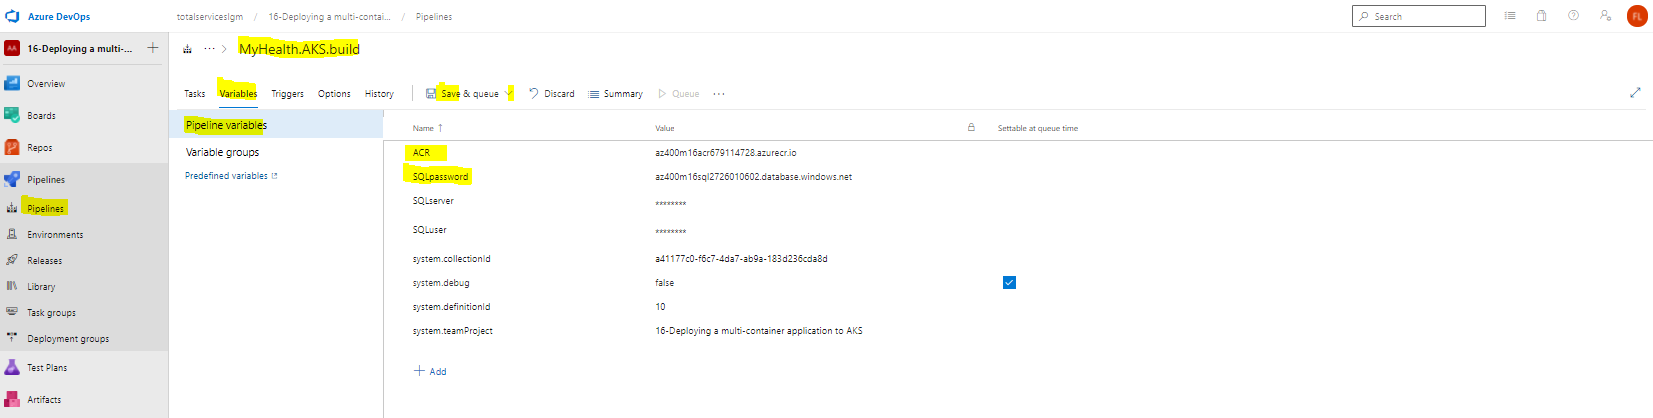 Azure DevOps
totalserviceslgm / 16-Deploying a multi-contai... / Pipelines
Search
FL
AA 16-Deploying a multi-...
··· > MyHealth.AKS.build
Overview
Boards
Repos
Pipelines
Pipelines
Environments
Releases
Library
Task groups
Deployment groups
Test Plans
Artifacts
Tasks Variables Triggers Options History Save & queue Discard Summary Queue ···
Pipeline variables
Variable groups
Predefined variables
Name ↑ Value Settable at queue time
ACR az400m16acr679114728.azurecr.io
SQLpassword az400m16sql2726010602.database.windows.net
SQLserver ********
SQLuser ********
system.collectionId a41177c0-f6c7-4da7-ab9a-183d236cda8d
system.debug false
system.definitionId 10
system.teamProject 16-Deploying a multi-container application to AKS
+ Add